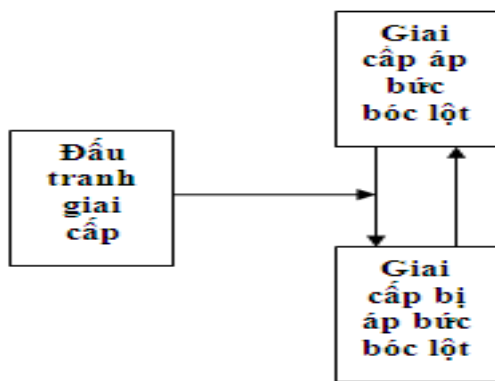 Giai
cấp áp
bức
bóc lột
Đấu
tranh
giai
cấp
Giai
cấp bị
áp bức
bóc lột